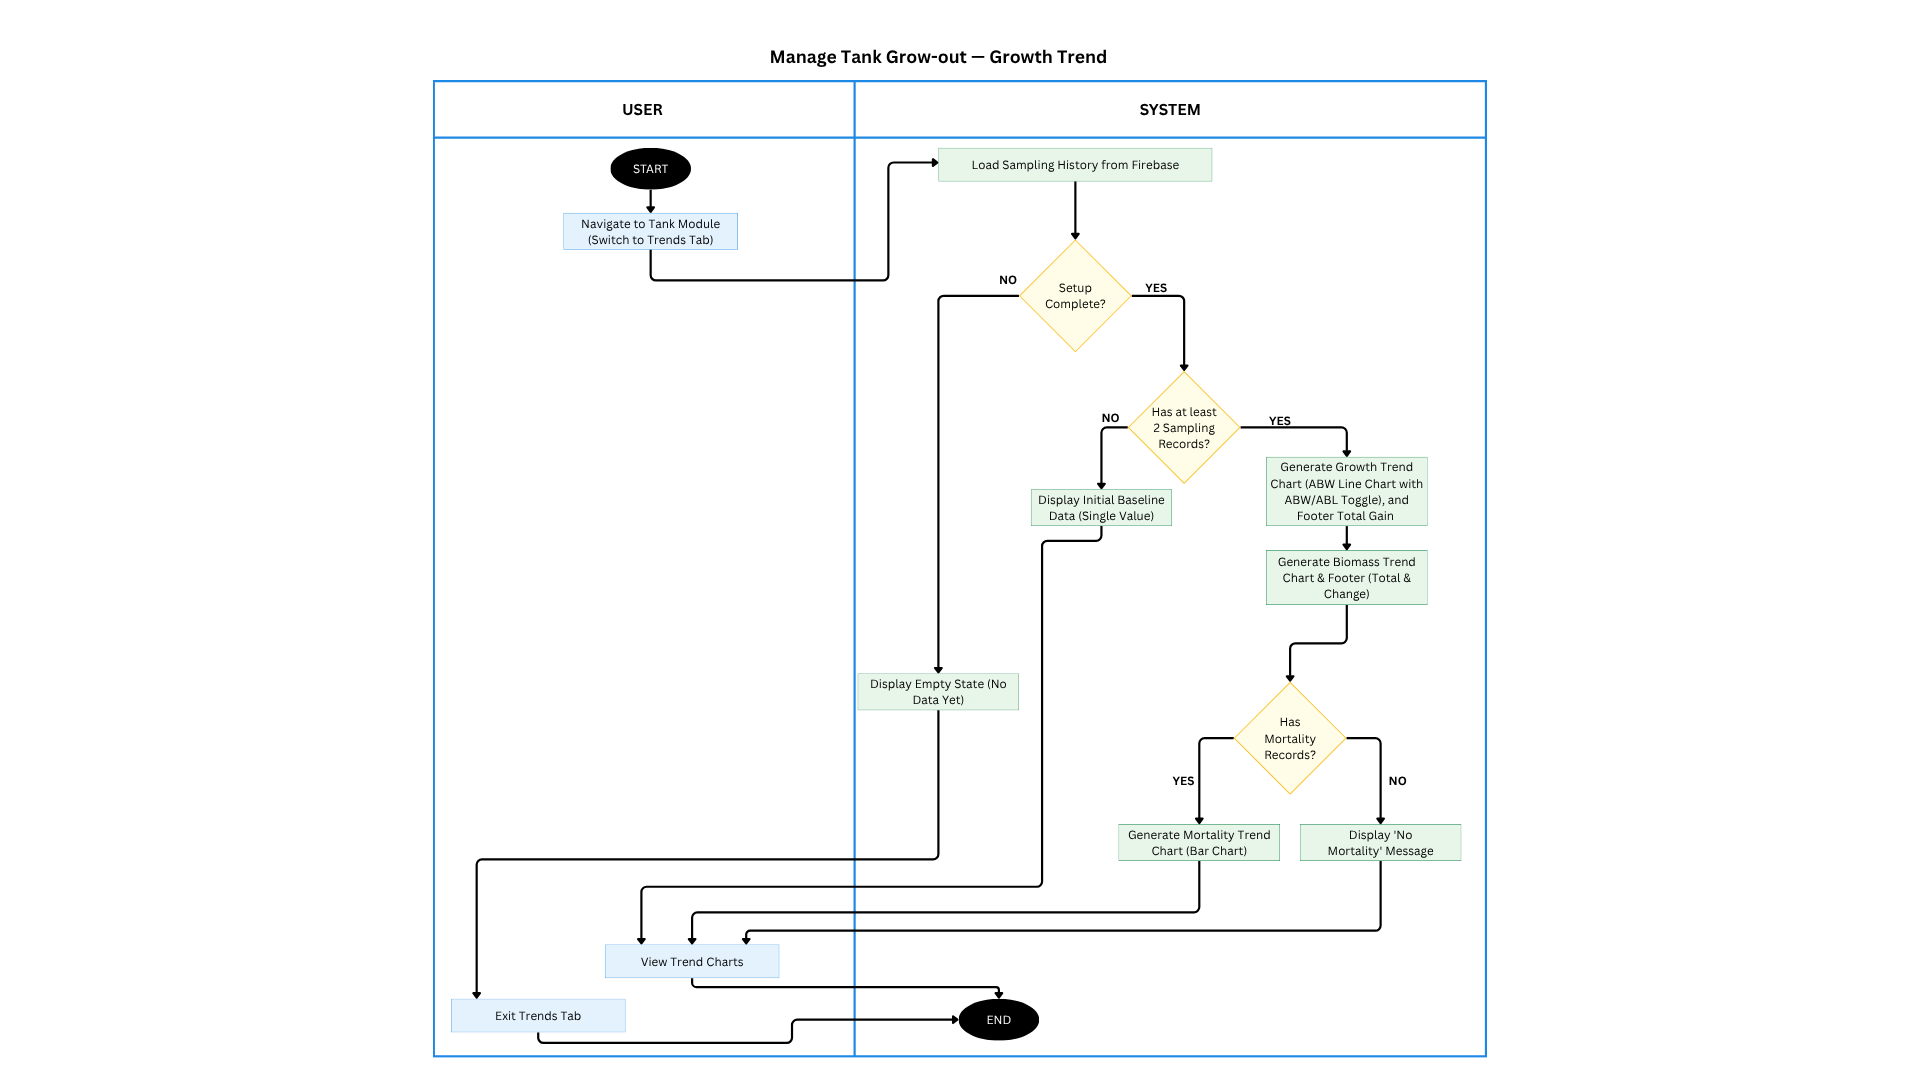 Manage Tank Grow-out — Growth Trend
USER
SYSTEM
START
Load Sampling History from Firebase
Navigate to Tank Module
(Switch to Trends Tab)
NO
Setup
Complete?
YES
NO
Has at least
2 Sampling
Records?
YES
Generate Growth Trend
Chart (ABW Line Chart with
ABW/ABL Toggle), and
Footer Total Gain
Display Initial Baseline
Data (Single Value)
Generate Biomass Trend
Chart & Footer (Total &
Change)
Display Empty State (No
Data Yet)
Has
Mortality
Records?
YES
NO
Generate Mortality Trend
Chart (Bar Chart)
Display 'No
Mortality' Message
View Trend Charts
Exit Trends Tab
END